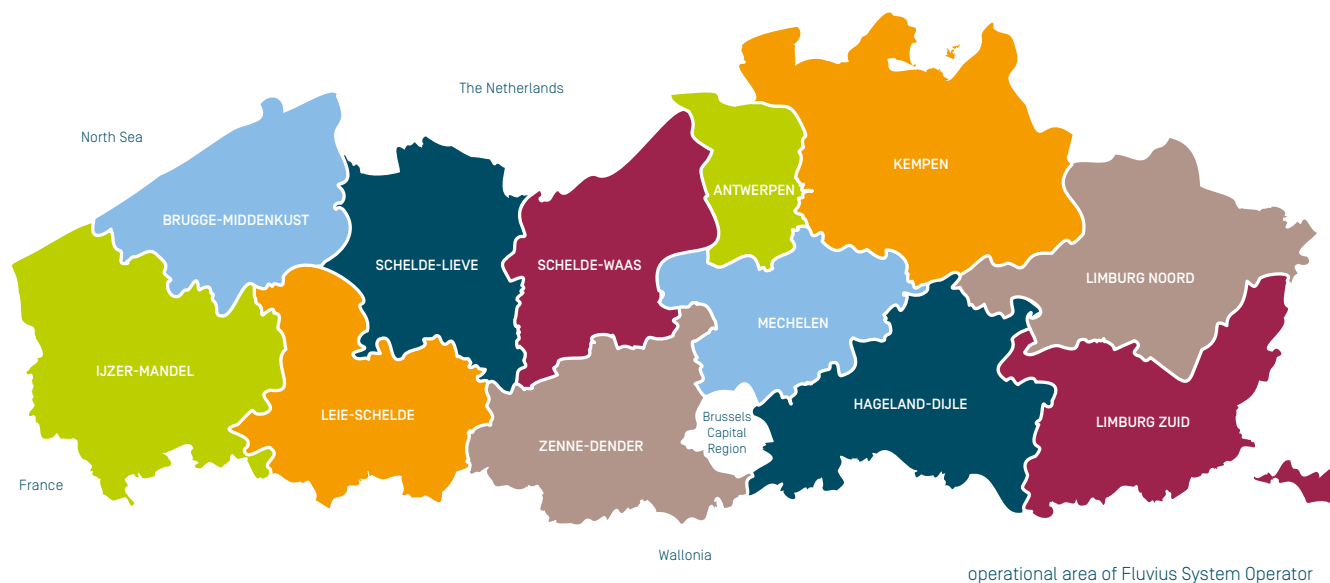 The Netherlands
North Sea
KEMPEN
ANTWERPEN
BRUGGE-MIDDENKUST
SCHELDE-LIEVE
SCHELDE-WAAS
LIMBURG NOORD
MECHELEN
IJZER-MANDEL
LEIE-SCHELDE
HAGELAND-DIJLE
LIMBURG ZUID
ZENNE-DENDER
Brussels
Capital
Region
France
Wallonia
operational area of Fluvius System Operator